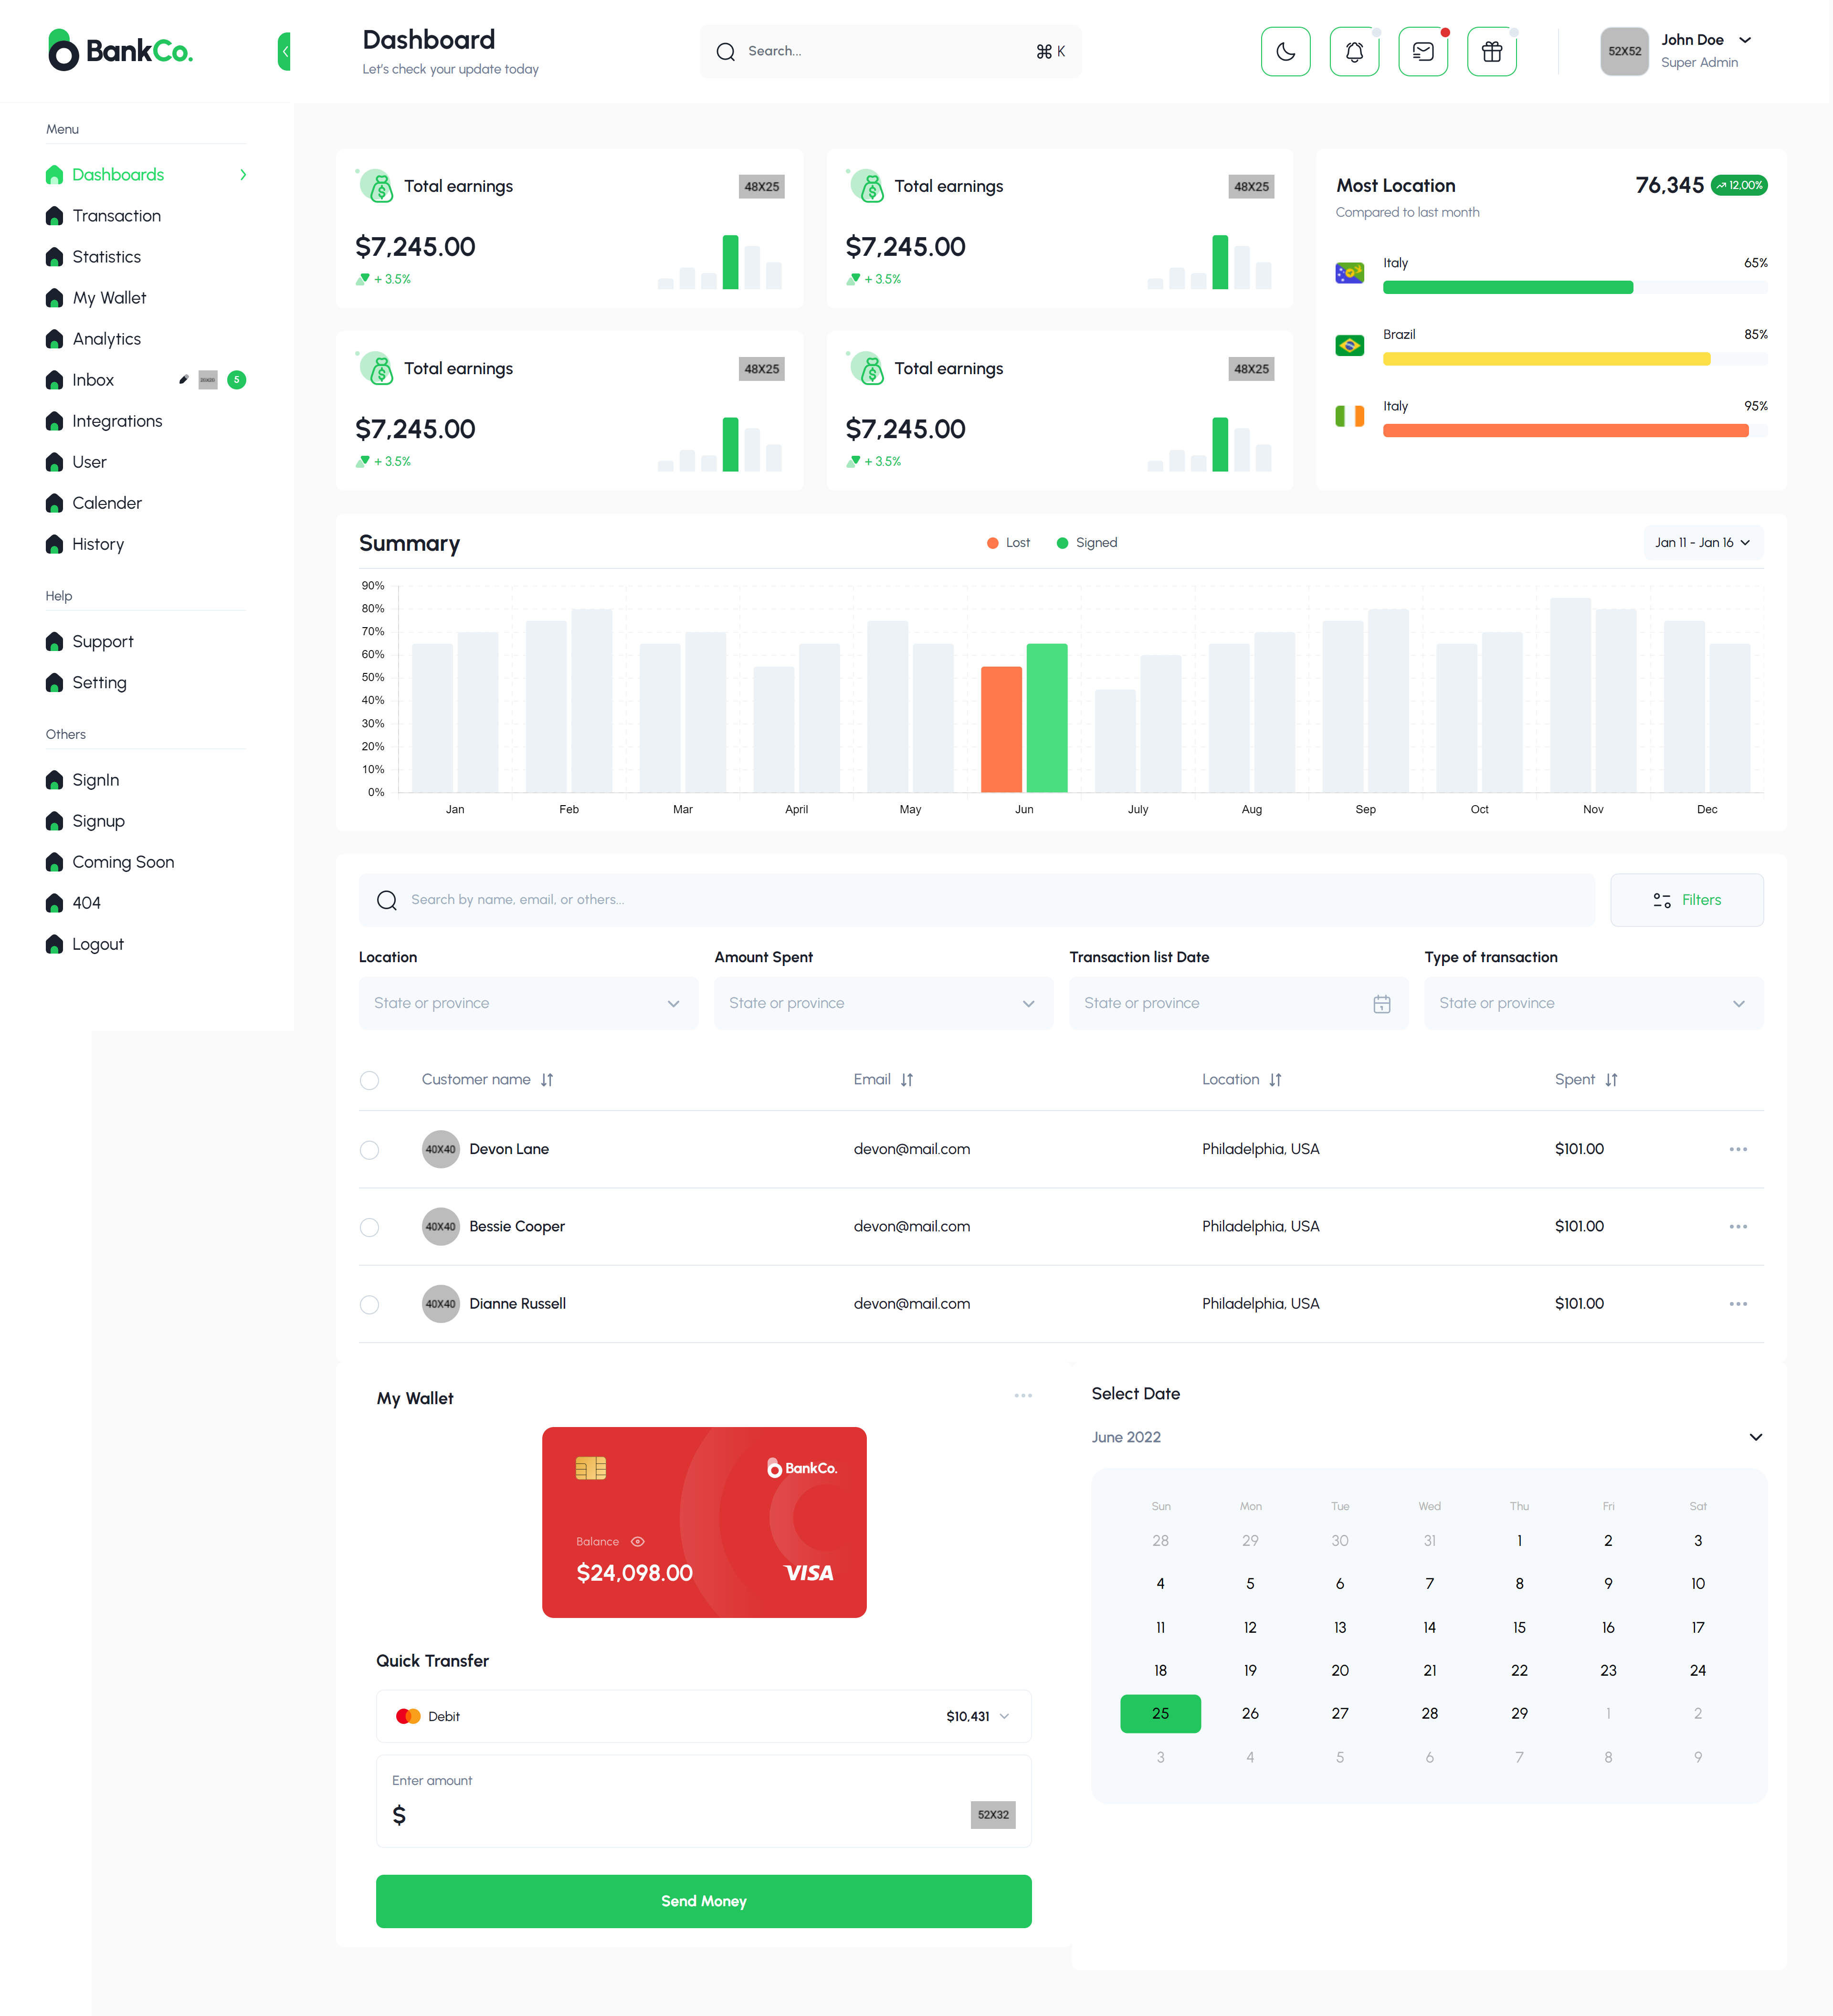 BankCo.
Dashboard
Let's check your update today
Search...
⌘ K
52X52
John Doe
Super Admin
Menu
Dashboards
Transaction
Statistics
My Wallet
Analytics
Inbox
5
Integrations
User
Calender
History
Help
Support
Setting
Others
SignIn
Signup
Coming Soon
404
Logout
Total earnings
48X25
$7,245.00
+ 3.5%
Total earnings
48X25
$7,245.00
+ 3.5%
Total earnings
48X25
$7,245.00
+ 3.5%
Total earnings
48X25
$7,245.00
+ 3.5%
Most Location
76,345
12,00%
Compared to last month
Italy 65%
Brazil 85%
Italy 95%
Summary
Lost
Signed
Jan 11 - Jan 16
90%
80%
70%
60%
50%
40%
30%
20%
10%
0%
Jan Feb Mar April May Jun July Aug Sep Oct Nov Dec
Search by name, email, or others...
Filters
Location Amount Spent Transaction list Date Type of transaction
State or province State or province State or province State or province
Customer name Email Location Spent
40X40 Devon Lane devon@mail.com Philadelphia, USA $101.00
40X40 Bessie Cooper devon@mail.com Philadelphia, USA $101.00
40X40 Dianne Russell devon@mail.com Philadelphia, USA $101.00
My Wallet
BankCo.
Balance
$24,098.00
VISA
Quick Transfer
Debit $10,431
Enter amount
$
52X32
Send Money
Select Date
June 2022
Sun Mon Tue Wed Thu Fri Sat
28 29 30 31 1 2 3
4 5 6 7 8 9 10
11 12 13 14 15 16 17
18 19 20 21 22 23 24
25 26 27 28 29 1 2
3 4 5 6 7 8 9